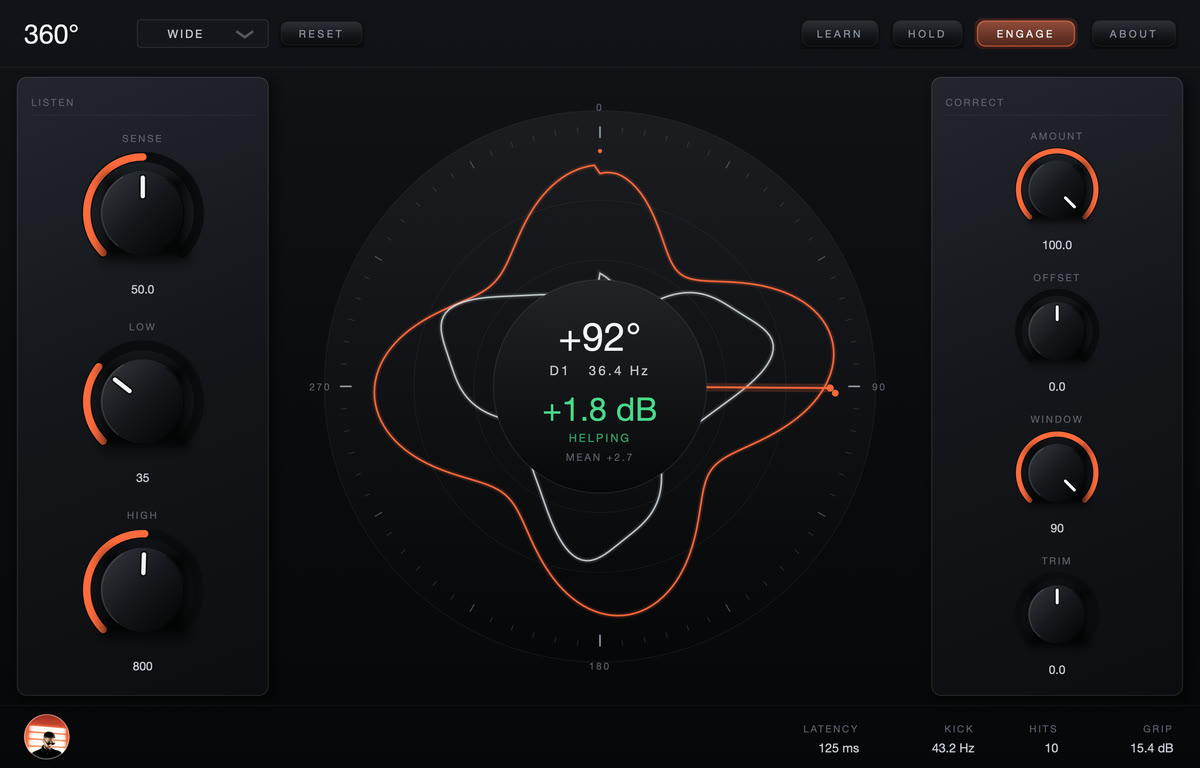 360° WIDE RESET LEARN HOLD ENGAGE ABOUT
LISTEN
SENSE
50.0
LOW
35
HIGH
800
0
90
180
270
+92°
D1 36.4 Hz
+1.8 dB
HELPING
MEAN +2.7
CORRECT
AMOUNT
100.0
OFFSET
0.0
WINDOW
90
TRIM
0.0
LATENCY KICK HITS GRIP
125 ms 43.2 Hz 10 15.4 dB